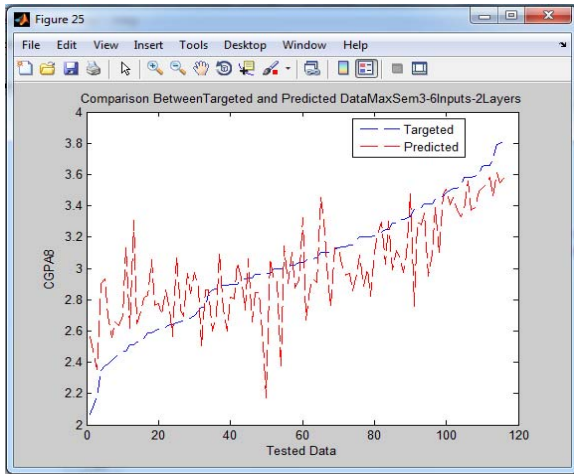 Figure 25
File Edit View Insert Tools Desktop Window Help
Comparison BetweenTargeted and Predicted DataMaxSem3-6Inputs-2Layers
Targeted
Predicted
4
3.8
3.6
3.4
3.2
3
2.8
2.6
2.4
2.2
2
CGPA8
0 20 40 60 80 100 120
Tested Data